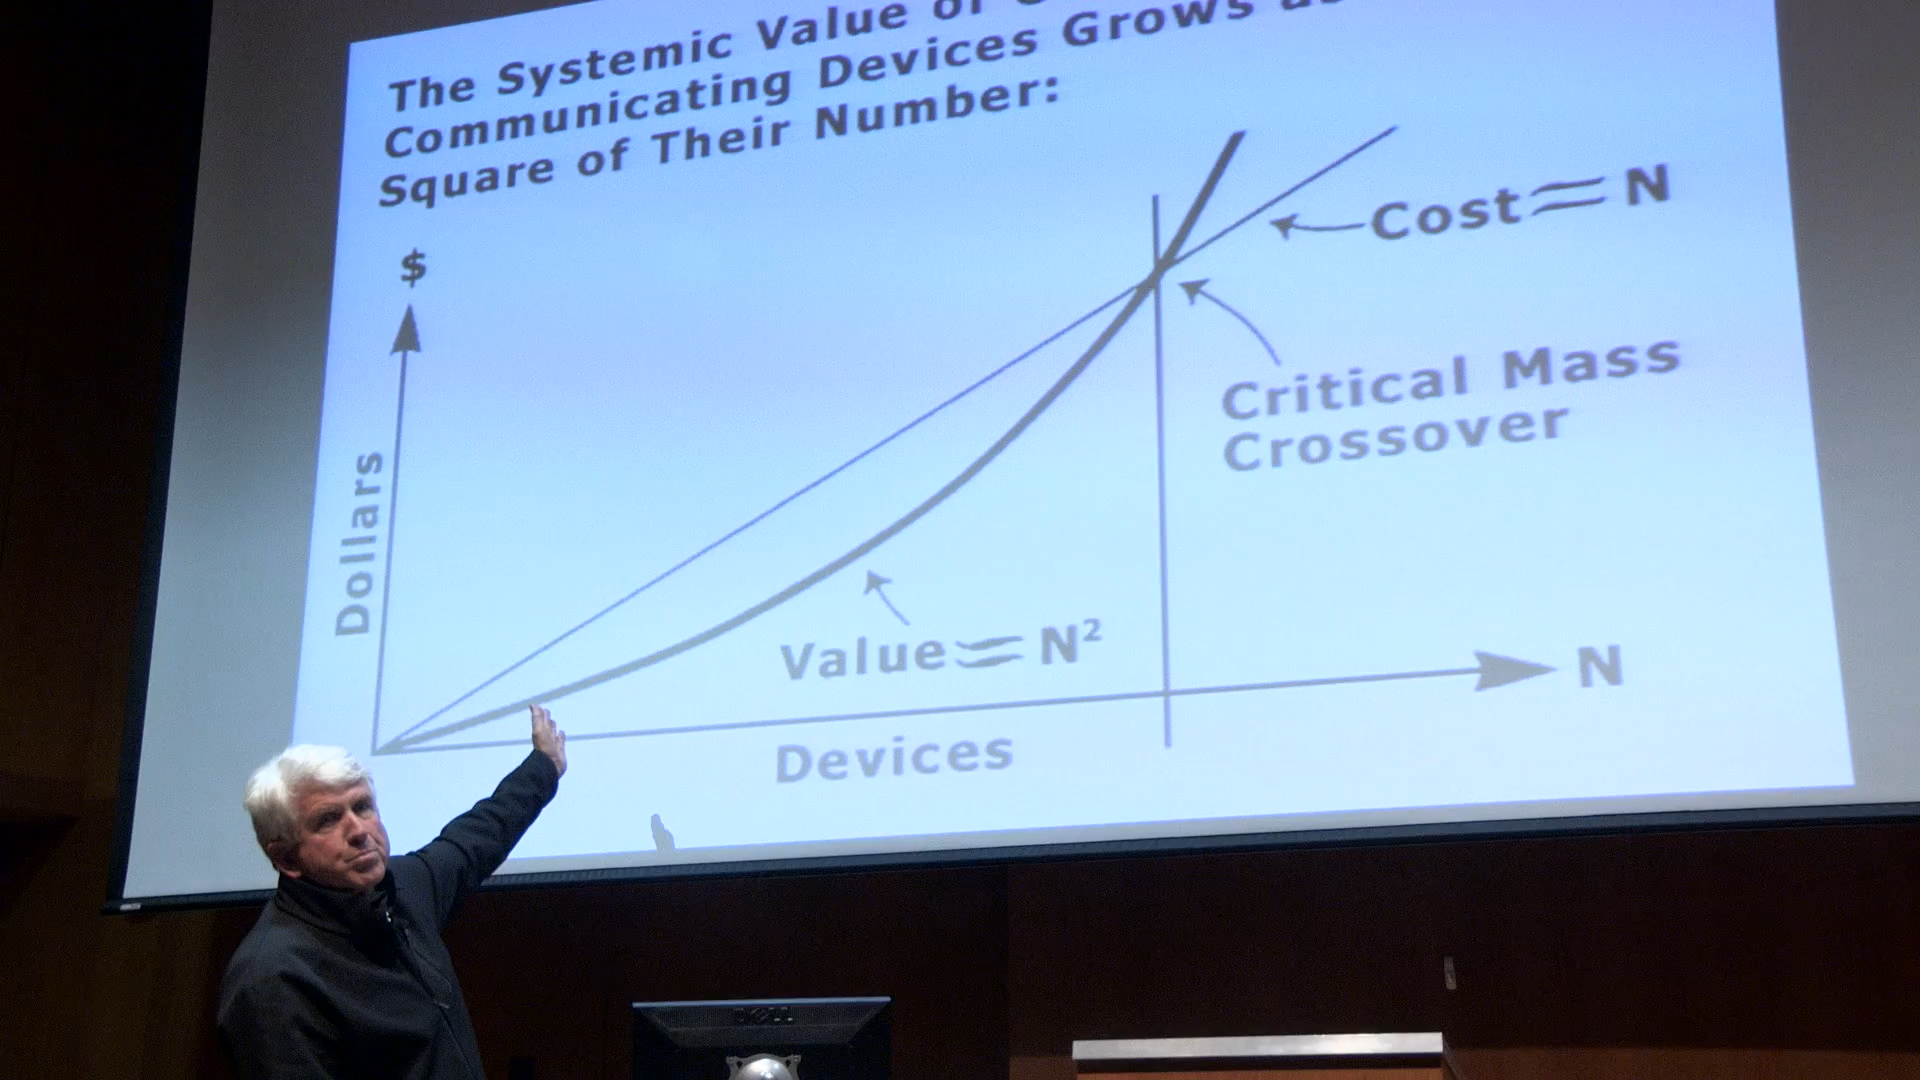 The Systemic Value of
Communicating Devices Grows
Square of Their Number:
$
Cost ≈ N
Critical Mass
Crossover
Dollars
Value ≈ N²
N
Devices
DELL